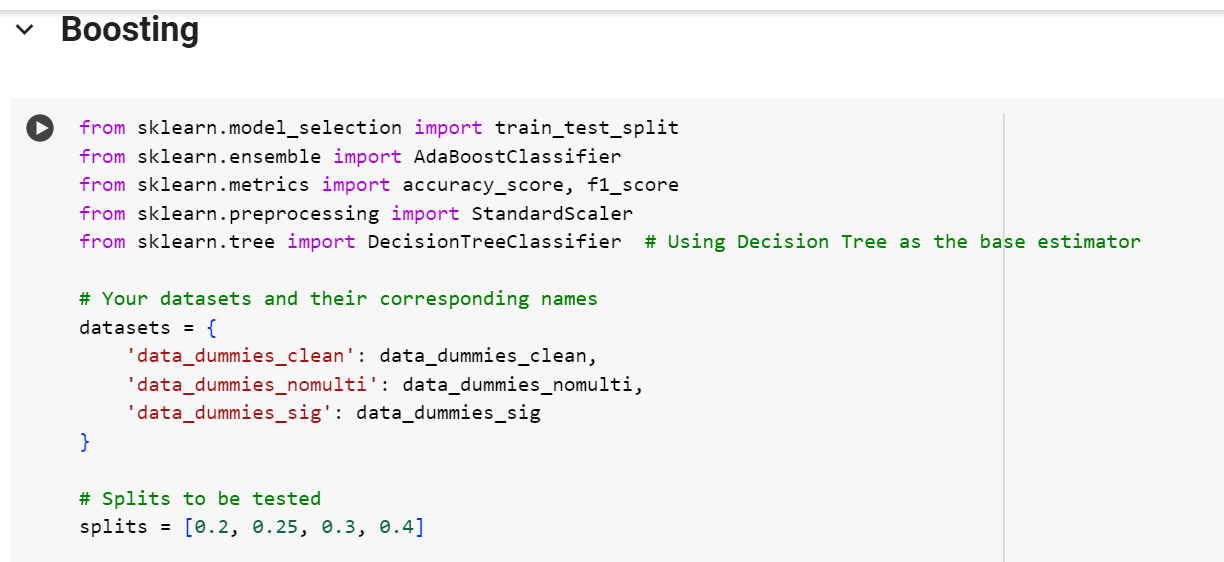 Boosting
from sklearn.model_selection import train_test_split
from sklearn.ensemble import AdaBoostClassifier
from sklearn.metrics import accuracy_score, f1_score
from sklearn.preprocessing import StandardScaler
from sklearn.tree import DecisionTreeClassifier  # Using Decision Tree as the base estimator
# Your datasets and their corresponding names
datasets = {
    'data_dummies_clean': data_dummies_clean,
    'data_dummies_nomulti': data_dummies_nomulti,
    'data_dummies_sig': data_dummies_sig
}
# Splits to be tested
splits = [0.2, 0.25, 0.3, 0.4]